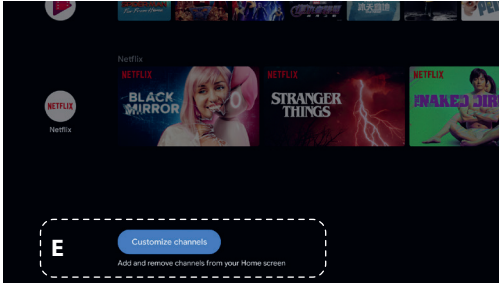 Netflix
NETFLIX
BLACK
MIRROR
NETFLIX
STRANGER
THINGS
NETFLIX
NETFLIX
Netflix
E
Customize channels
Add and remove channels from your Home screen